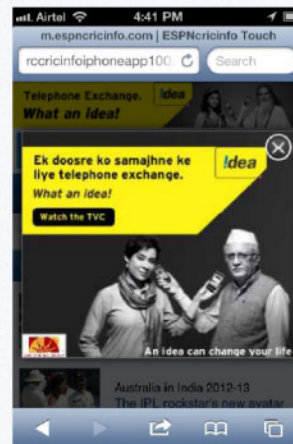 Airtel
4:41 PM
m.espncricinfo.com | ESPNcricinfo Touch
rccricinfoiphoneapp100
Search
Telephone Exchange.
What an idea!
Idea
Ek doosre ko samajhne ke
liye telephone exchange.
What an idea!
Watch the TVC
An idea can change your life
Australia in India 2012-13
The IPL rockstar's new avatar